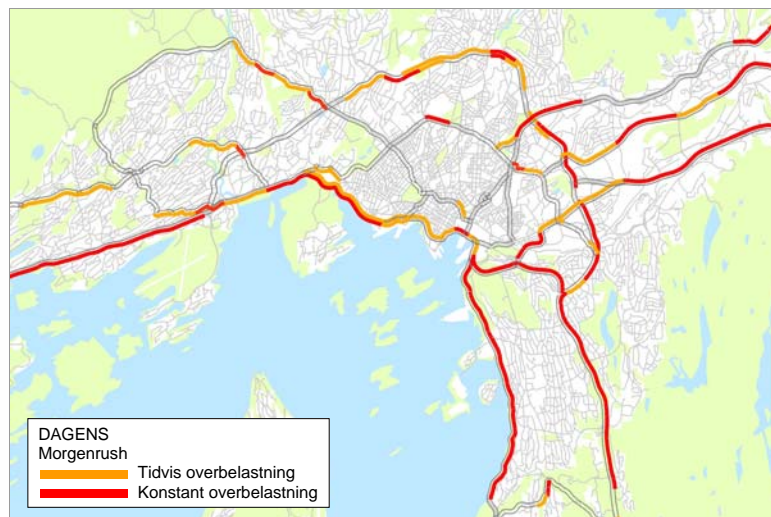 DAGENS
Morgenrush
Tidvis overbelastning
Konstant overbelastning